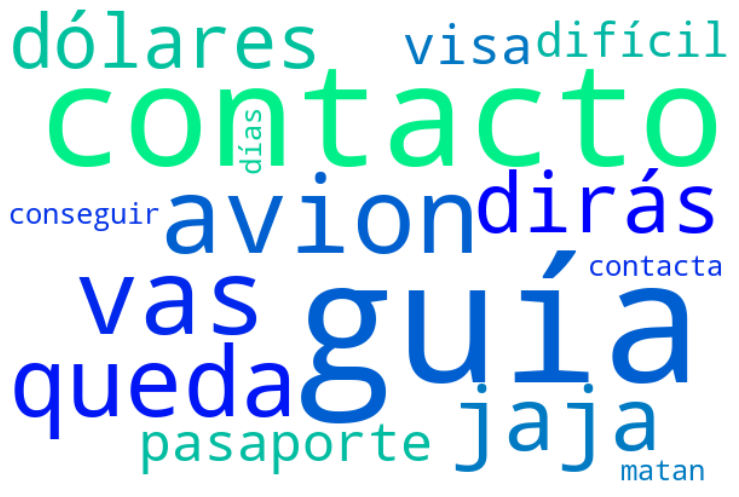 dólares
visa
difícil
contacto
días
avion
dirás
conseguir
contacta
vas
guía
queda
jaja
pasaporte
matan